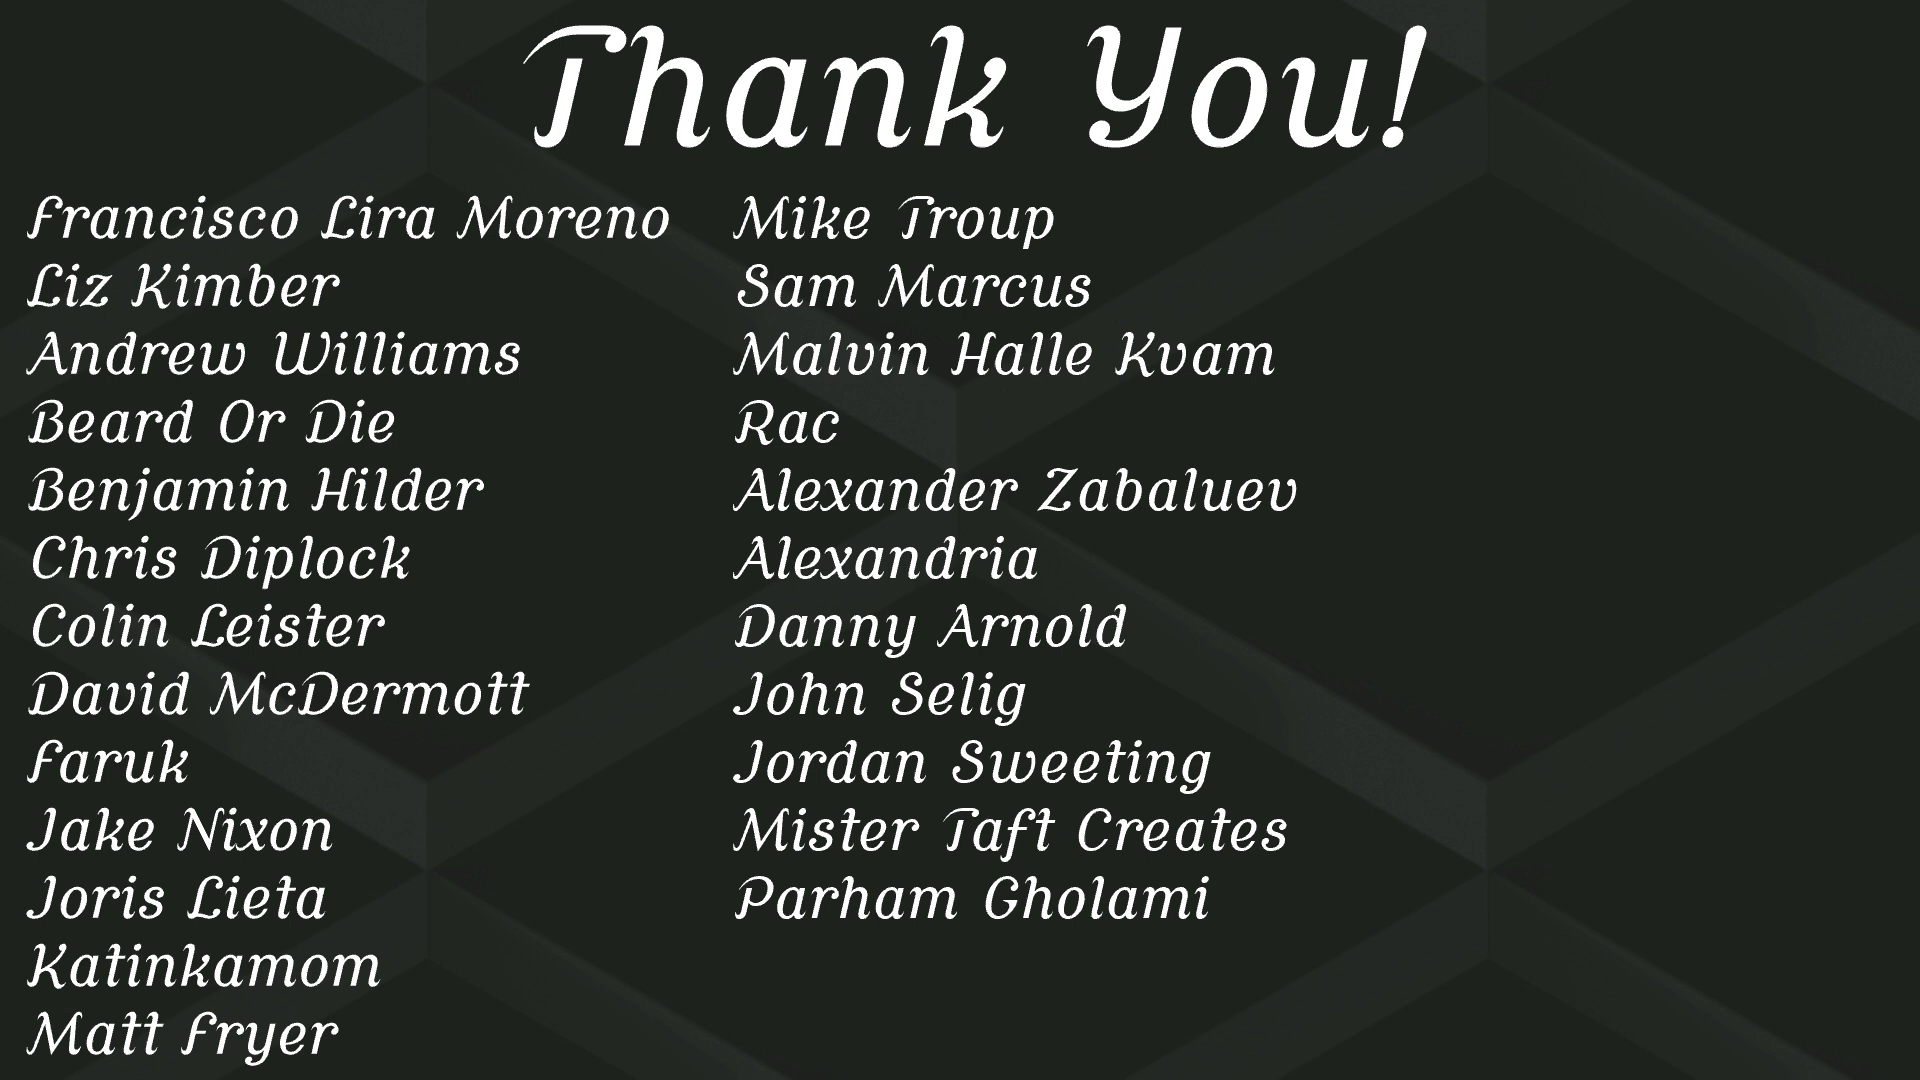 Thank You!
Francisco Lira Moreno
Liz Kimber
Andrew Williams
Beard Or Die
Benjamin Hilder
Chris Diplock
Colin Leister
David McDermott
Faruk
Jake Nixon
Joris Lieta
Katinkamom
Matt Fryer
Mike Troup
Sam Marcus
Malvin Halle Kvam
Rac
Alexander Zabaluev
Alexandria
Danny Arnold
John Selig
Jordan Sweeting
Mister Taft Creates
Parham Gholami